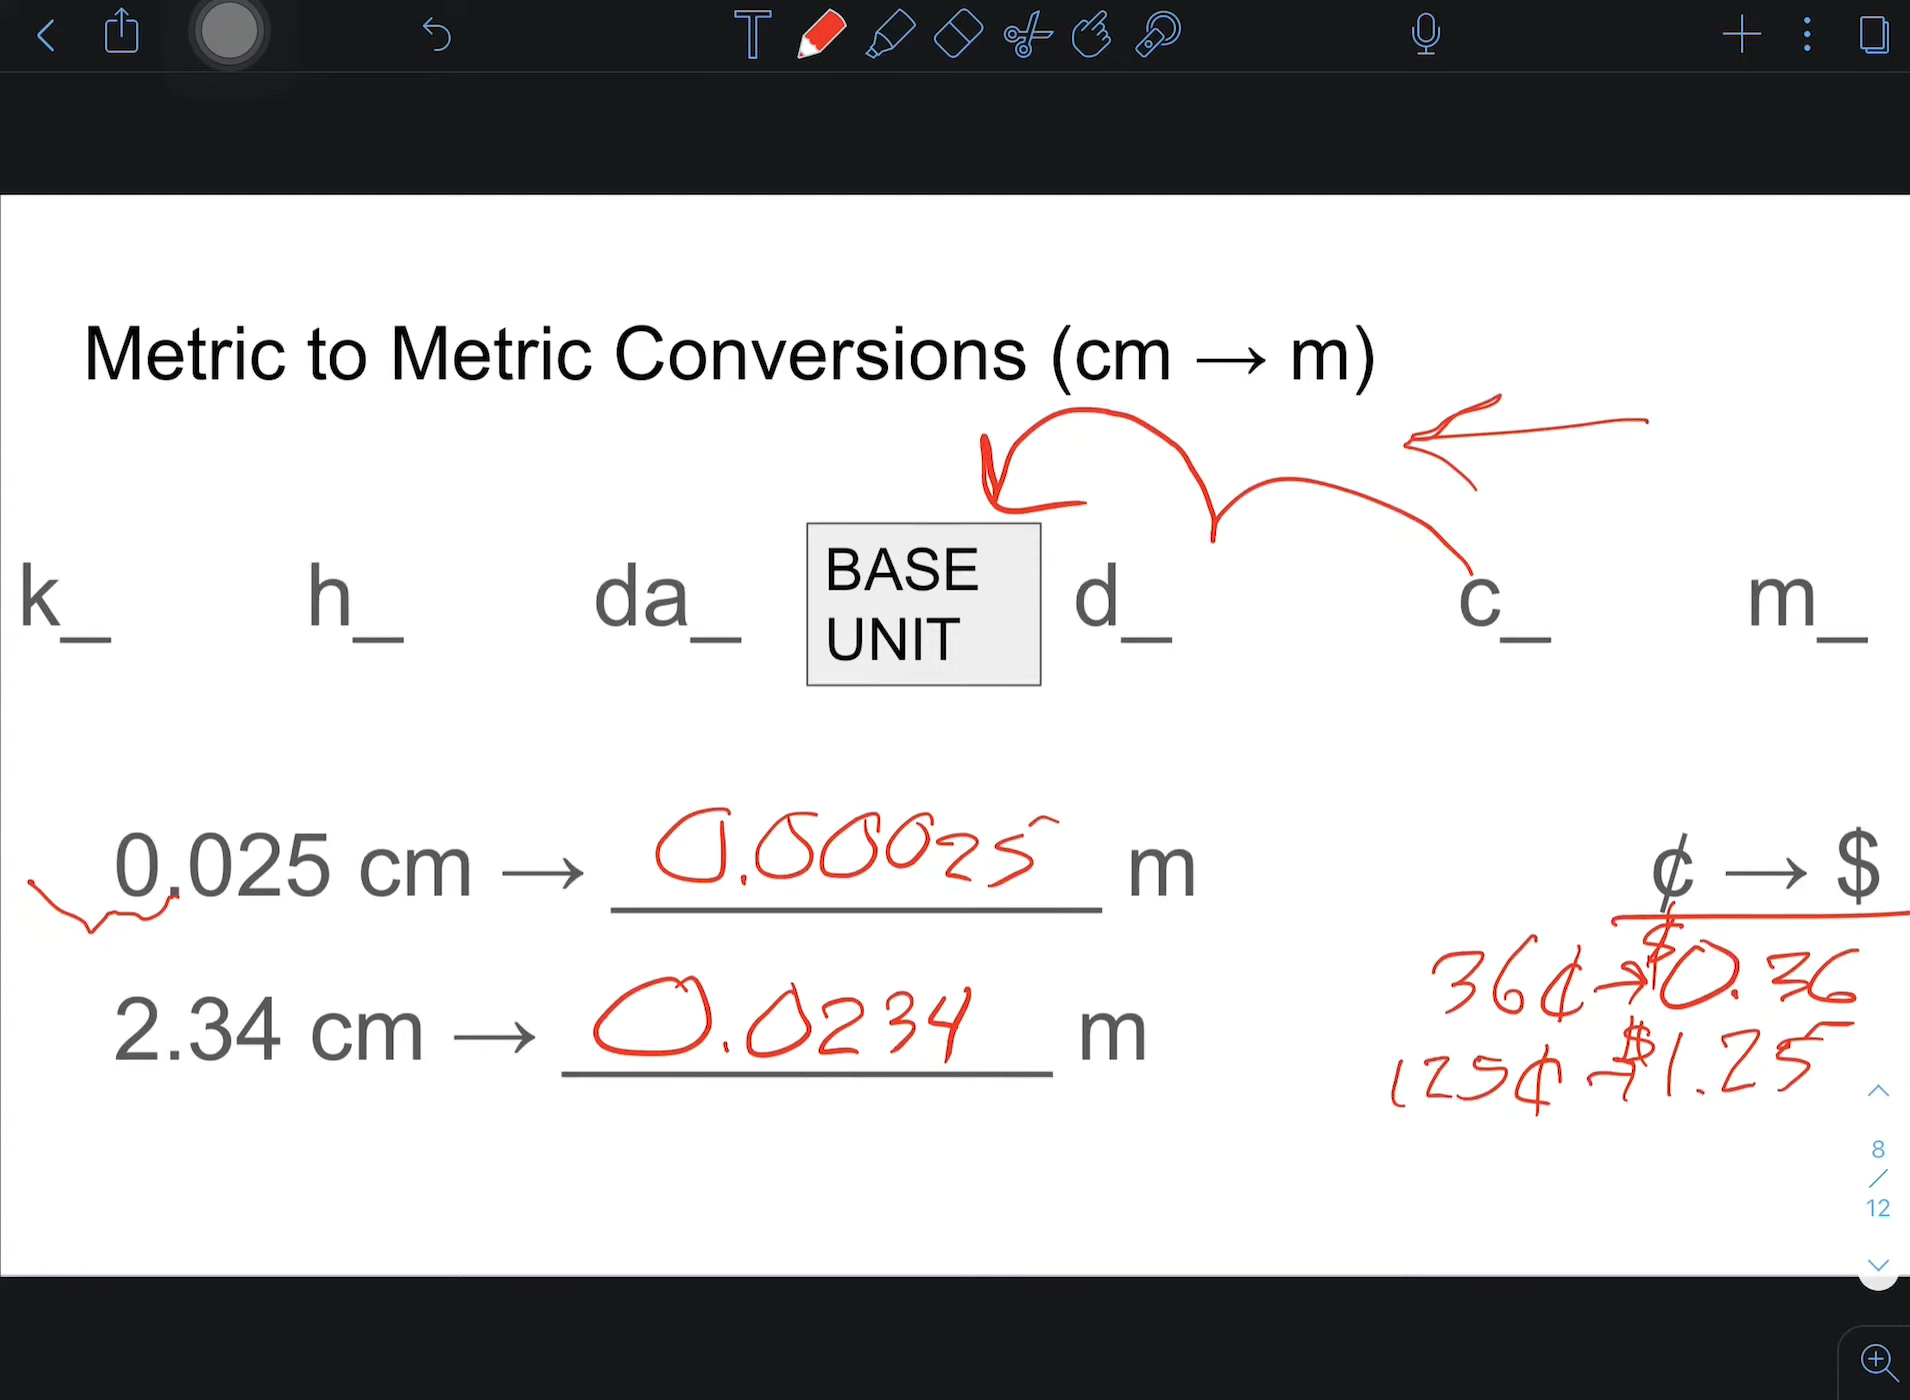 Metric to Metric Conversions (cm → m)
k_ h_ da_ BASE UNIT d_ c_ m_
0.025 cm → 0.00025 m
¢ → $
2.34 cm → 0.0234 m
36¢ → $0.36
125¢ → $1.25
8
/
12